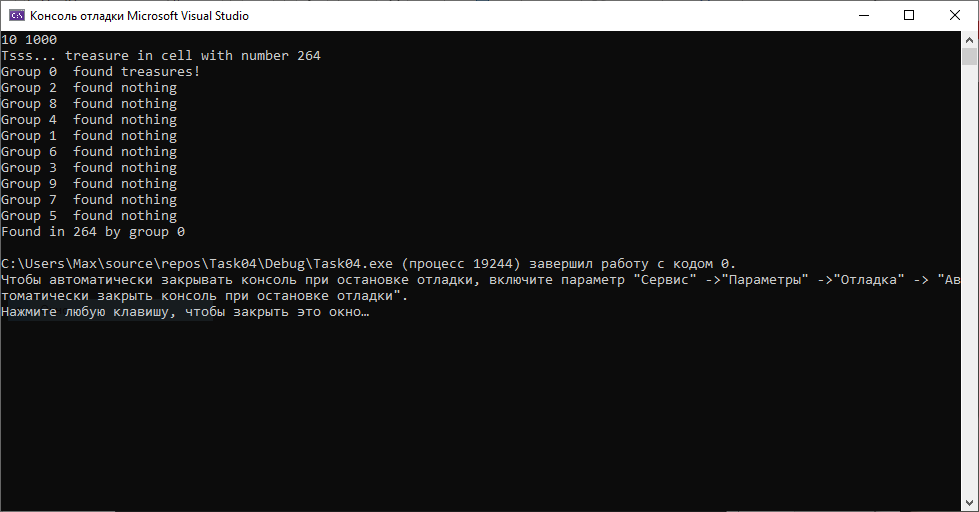 Консоль отладки Microsoft Visual Studio
10 1000
Tsss... treasure in cell with number 264
Group 0  found treasures!
Group 2  found nothing
Group 8  found nothing
Group 4  found nothing
Group 1  found nothing
Group 6  found nothing
Group 3  found nothing
Group 9  found nothing
Group 7  found nothing
Group 5  found nothing
Found in 264 by group 0
C:\Users\Max\source\repos\Task04\Debug\Task04.exe (процесс 19244) завершил работу с кодом 0.
Чтобы автоматически закрывать консоль при остановке отладки, включите параметр "Сервис" ->"Параметры" ->"Отладка" -> "Ав
томатически закрыть консоль при остановке отладки".
Нажмите любую клавишу, чтобы закрыть это окно…